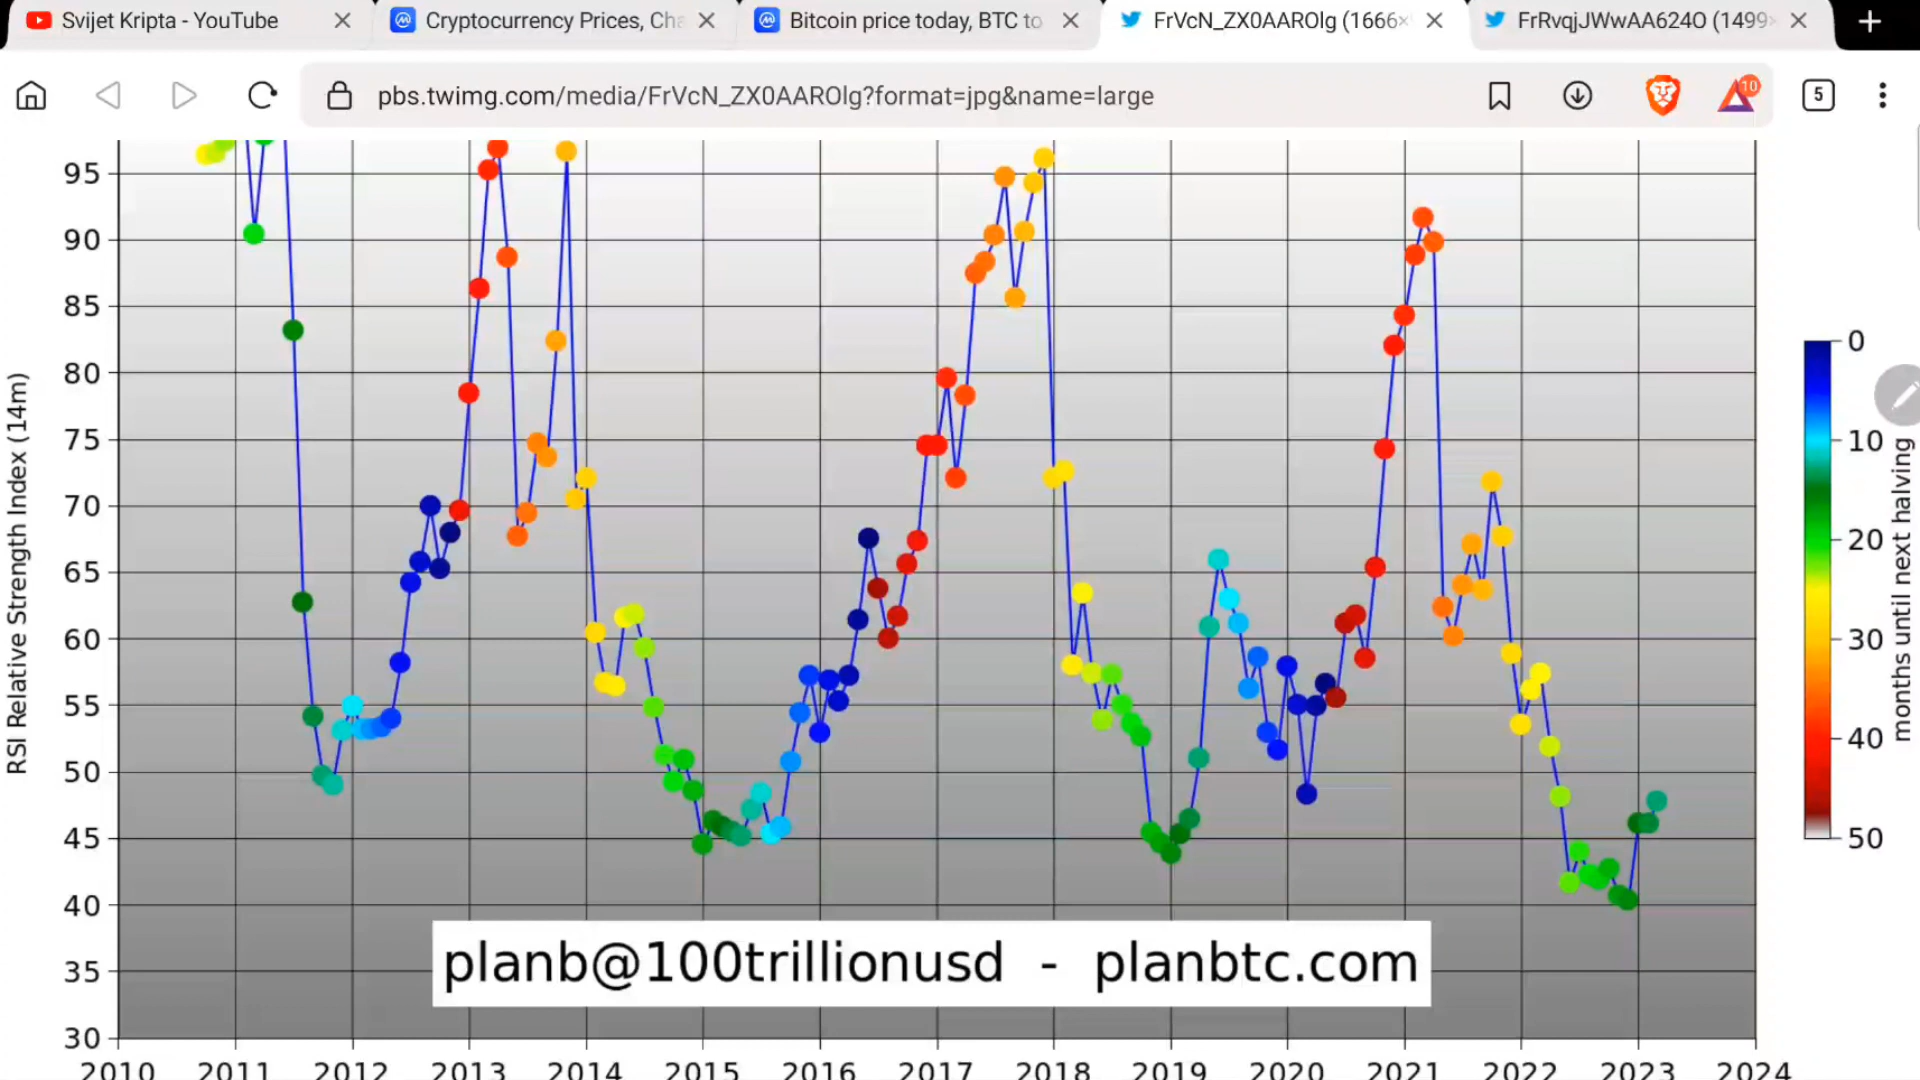 Svijet Kripta - YouTube
Cryptocurrency Prices, Cha
Bitcoin price today, BTC to
FrVcN_ZX0AAROlg (1666×
FrRvqjJWwAA624O (1499×
pbs.twimg.com/media/FrVcN_ZX0AAROlg?format=jpg&name=large
10
5
95
90
85
80
75
70
65
60
55
50
45
40
35
30
RSI Relative Strength Index (14m)
2010 2011 2012 2013 2014 2015 2016 2017 2018 2019 2020 2021 2022 2023 2024
planb@100trillionusd - planbtc.com
0
10
20
30
40
50
months until next halving